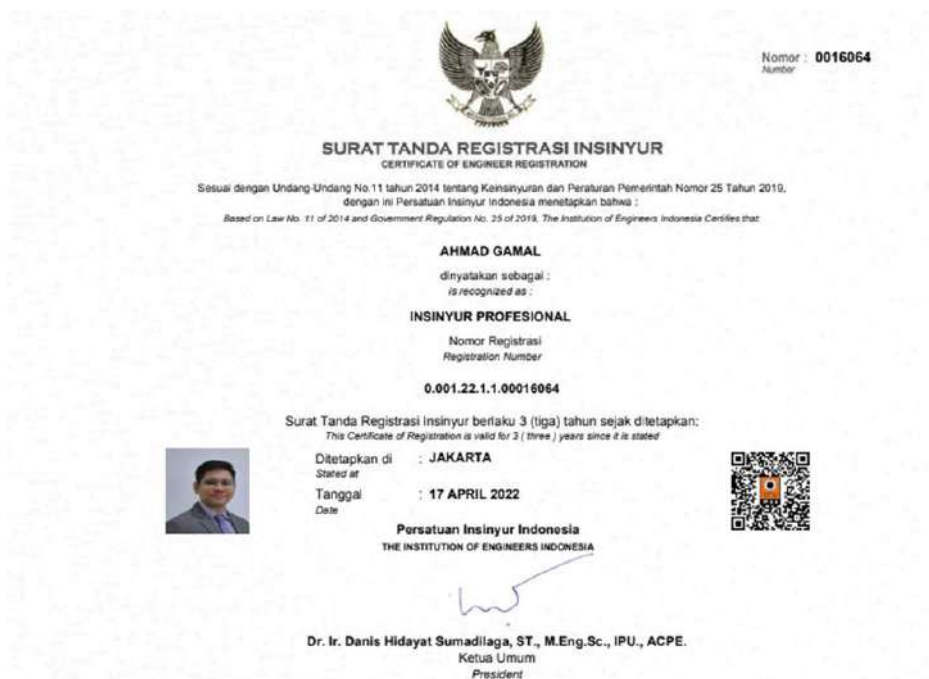 Nomor : 0016064
Number
SURAT TANDA REGISTRASI INSINYUR
CERTIFICATE OF ENGINEER REGISTRATION
Sesuai dengan Undang-Undang No.11 tahun 2014 tentang Keinsinyuran dan Peraturan Pemerintah Nomor 25 Tahun 2019,
dengan ini Persatuan Insinyur Indonesia menetapkan bahwa :
Based on Law No. 11 of 2014 and Government Regulation No. 25 of 2019, The Institution of Engineers Indonesia Certifies that:
AHMAD GAMAL
dinyatakan sebagai :
is recognized as :
INSINYUR PROFESIONAL
Nomor Registrasi
Registration Number
0.001.22.1.1.00016064
Surat Tanda Registrasi Insinyur berlaku 3 (tiga) tahun sejak ditetapkan:
This Certificate of Registration is valid for 3 ( three ) years since it is stated
Ditetapkan di : JAKARTA
Stated at
Tanggal : 17 APRIL 2022
Date
Persatuan Insinyur Indonesia
THE INSTITUTION OF ENGINEERS INDONESIA
Dr. Ir. Danis Hidayat Sumadilaga, ST., M.Eng.Sc., IPU., ACPE.
Ketua Umum
President